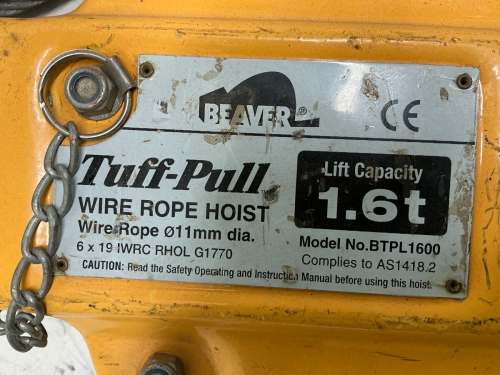 BEAVER®
CE
Tuff-Pull
WIRE ROPE HOIST
Wire Rope Ø11mm dia.
6 x 19 IWRC RHOL G1770
Lift Capacity
1.6t
Model No.BTPL1600
Complies to AS1418.2
CAUTION: Read the Safety Operating and Instruction Manual before using this hoist.